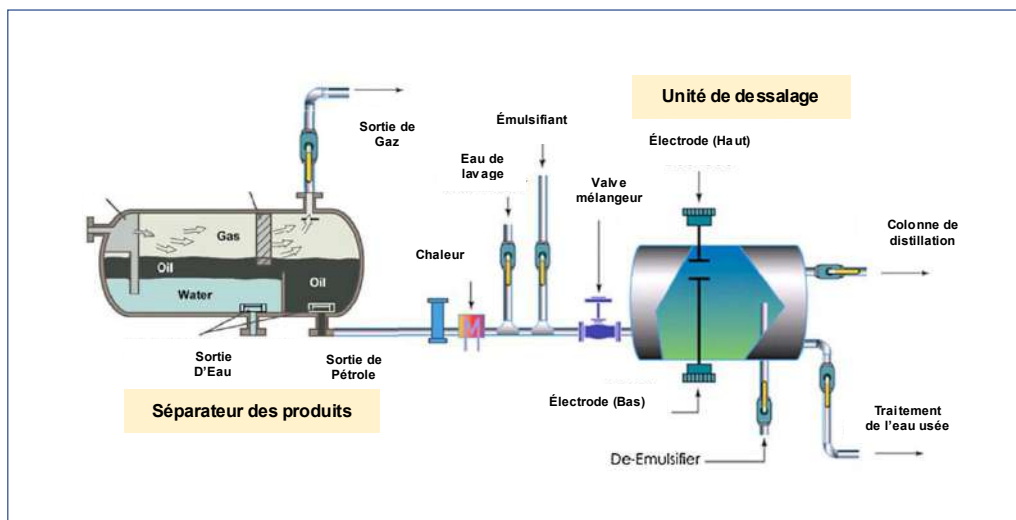 Unité de dessalage
Sortie de
Gaz
Émulsifiant
Électrode (Haut)
Eau de
lavage
Valve
mélangeur
Colonne de
distillation
Gas
Chaleur
Oil
Oil
Water
M
Sortie
D'Eau
Sortie de
Pétrole
Séparateur des produits
Électrode (Bas)
Traitement
de l'eau usée
De-Emulsifier